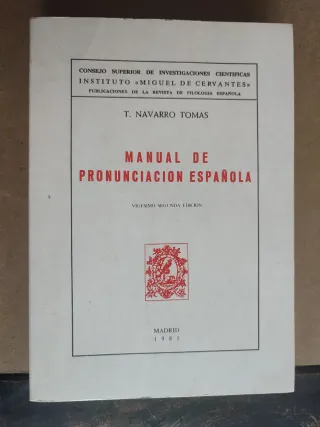 CONSEJO SUPERIOR DE INVESTIGACIONES CIENTIFICAS
INSTITUTO «MIGUEL DE CERVANTES»
PUBLICACIONES DE LA REVISTA DE FILOLOGIA ESPAÑOLA
T. NAVARRO TOMAS
MANUAL DE
PRONUNCIACION ESPAÑOLA
VIGESIMO SEGUNDA EDICION
MADRID